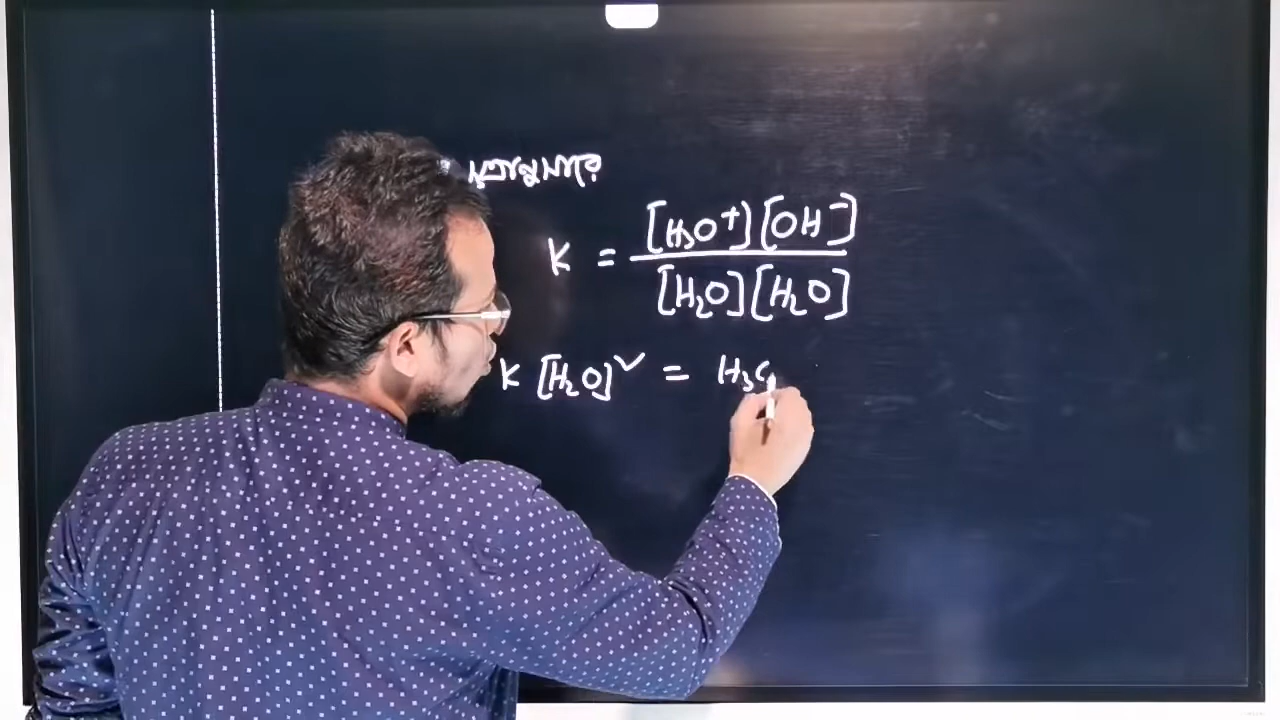 সূত্রানুসারে
K = [H₃O⁺][OH⁻] / [H₂O][H₂O]
K [H₂O]² = H₃O